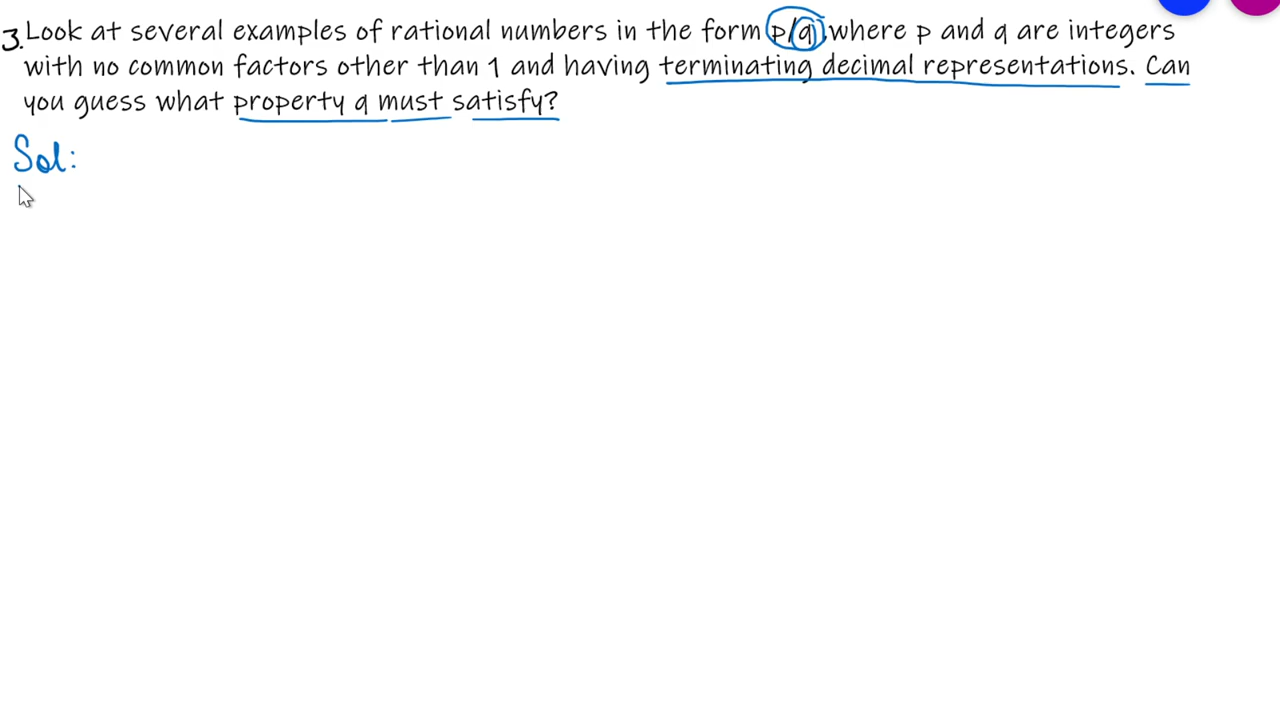 3. Look at several examples of rational numbers in the form p/q, where p and q are integers
with no common factors other than 1 and having terminating decimal representations. Can
you guess what property q must satisfy?
Sol: